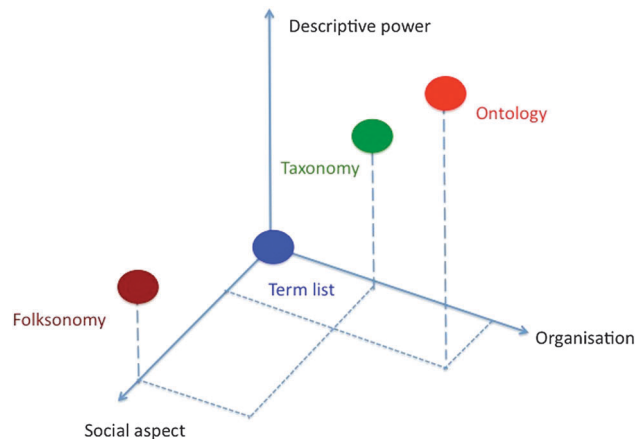 Descriptive power
Ontology
Taxonomy
Term list
Folksonomy
Organisation
Social aspect